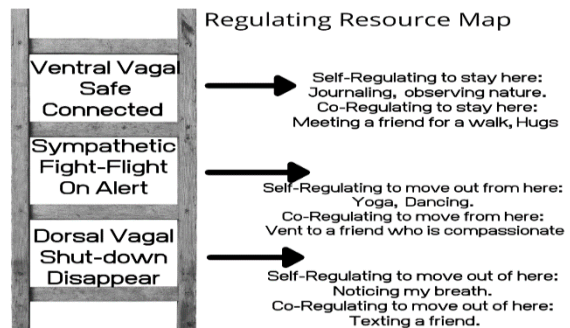 Regulating Resource Map
Ventral Vagal
Safe
Connected
Self-Regulating to stay here:
Journaling, observing nature.
Co-Regulating to stay here:
Meeting a friend for a walk, Hugs
Sympathetic
Fight-Flight
On Alert
Self-Regulating to move out from here:
Yoga, Dancing.
Co-Regulating to move from here:
Vent to a friend who is compassionate
Dorsal Vagal
Shut-down
Disappear
Self-Regulating to move out of here:
Noticing my breath.
Co-Regulating to move out of here:
Texting a friend.